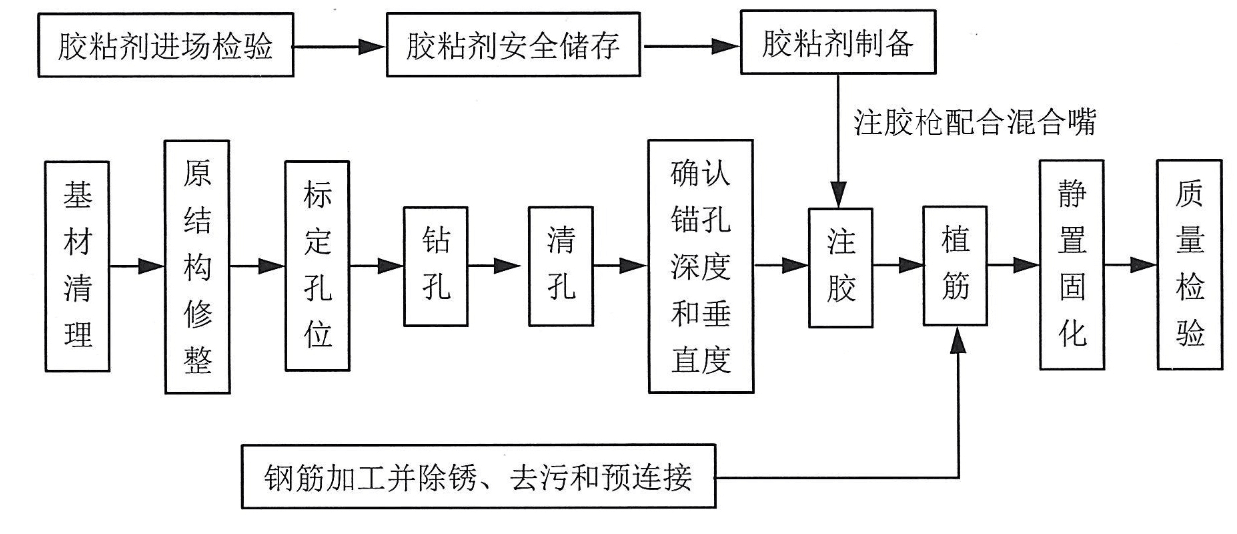 胶粘剂进场检验
胶粘剂安全储存
胶粘剂制备
注胶枪配合混合嘴
基材清理
原结构修整
标定孔位
钻孔
清孔
确认
锚孔
深度
和垂
直度
注胶
植筋
静置固化
质量检验
钢筋加工并除锈、去污和预连接